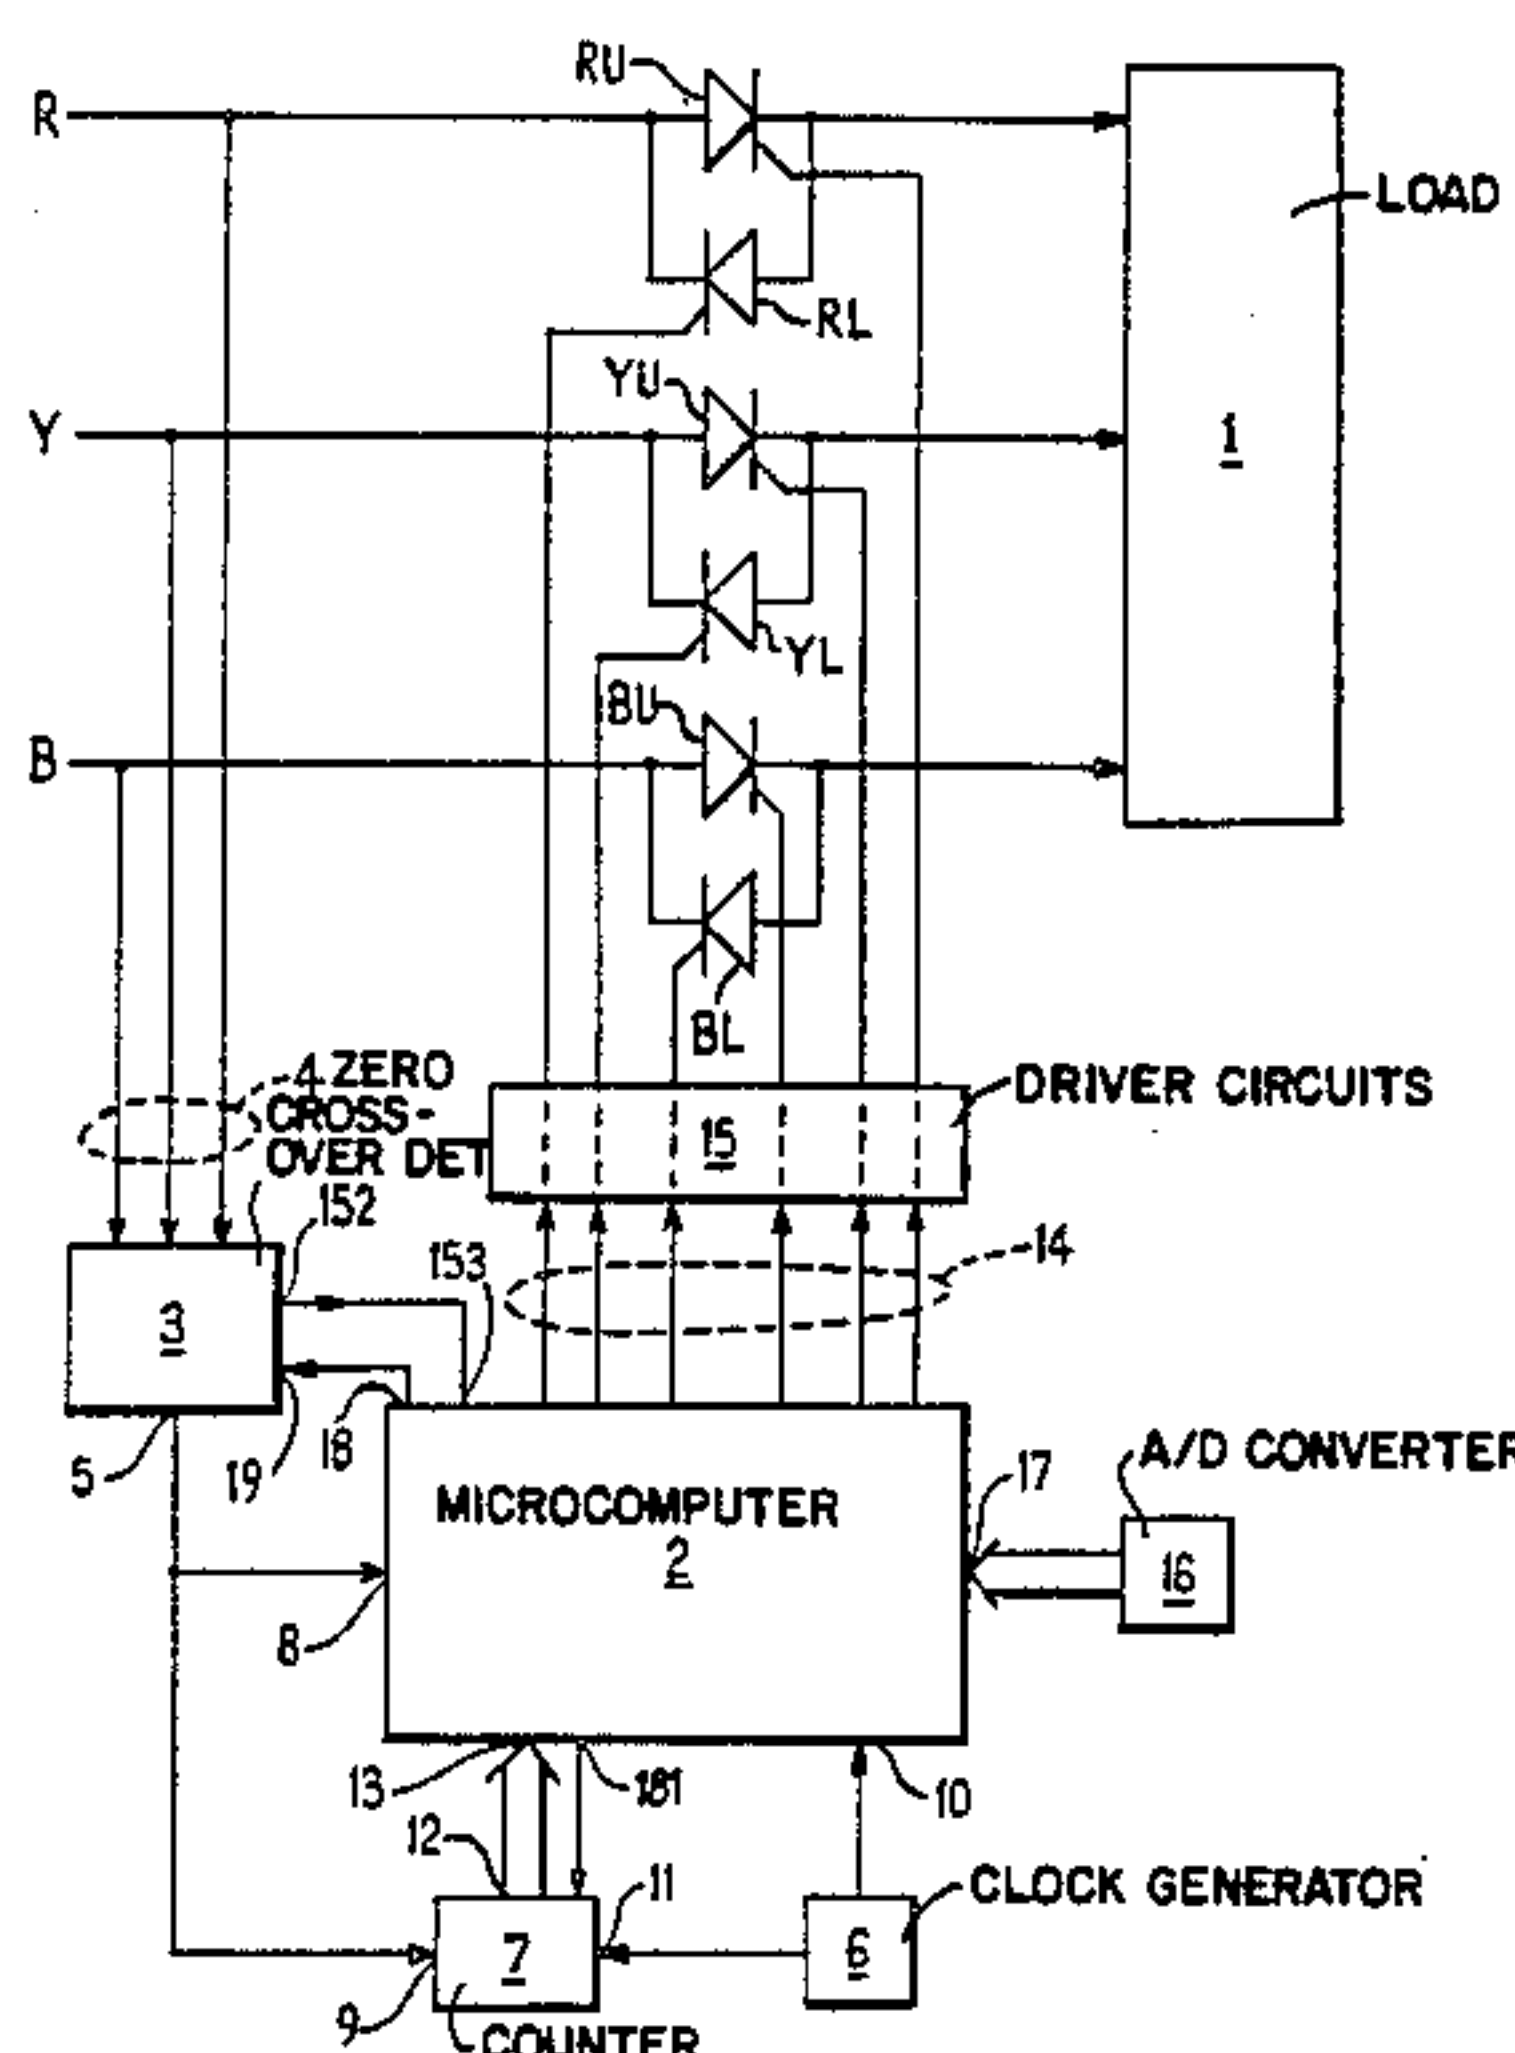 RU
R
LOAD
RL
YU
Y
1
YL
BU
B
BL
4 ZERO
CROSS-
OVER DET
DRIVER CIRCUITS
15
152
153
14
3
18
19
5
A/D CONVERTER
17
MICROCOMPUTER
2
16
8
13
181
10
12
11
CLOCK GENERATOR
7
6
9
COUNTER